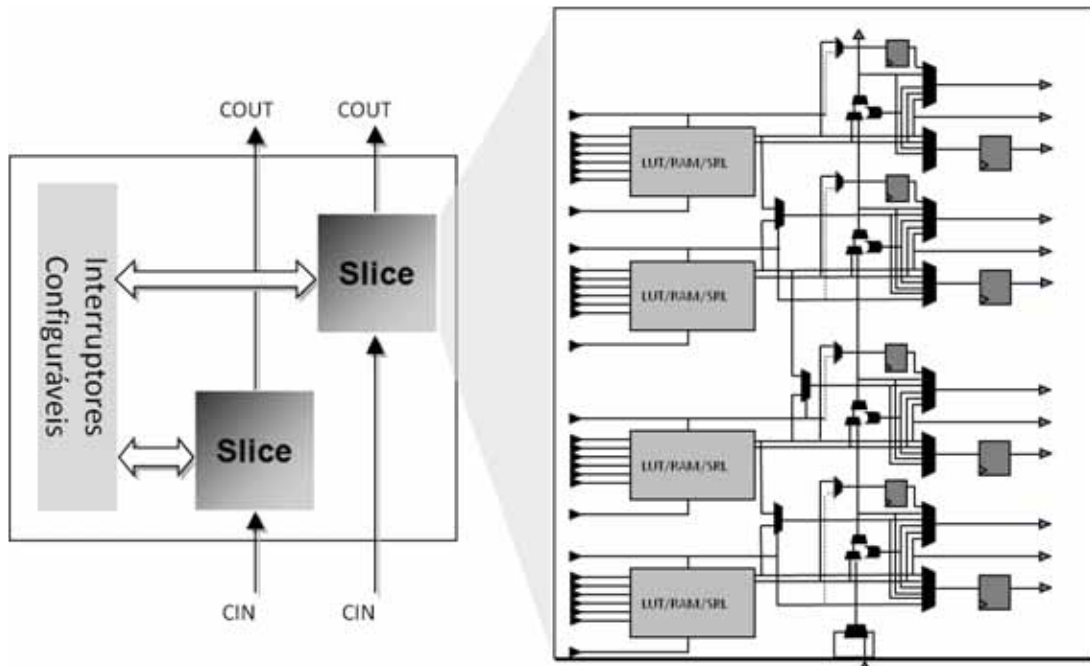 COUT
COUT
Interruptores
Configuráveis
Slice
Slice
CIN
CIN
LUT/RAM/SRL
LUT/RAM/SRL
LUT/RAM/SRL
LUT/RAM/SRL